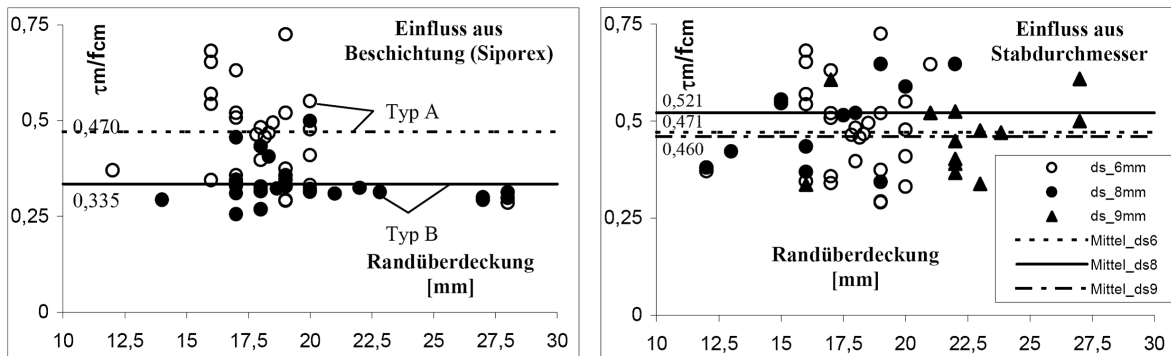 0,75
0,5
0,25
0
τm/fcm
Einfluss aus
Beschichtung (Siporex)
Typ A
0,470
0,335
Typ B
Randüberdeckung
[mm]
10 12,5 15 17,5 20 22,5 25 27,5 30
0,75
0,5
0,25
0
τm/fcm
Einfluss aus
Stabdurchmesser
0,521
0,471
0,460
ds_6mm
ds_8mm
ds_9mm
Mittel_ds6
Mittel_ds8
Mittel_ds9
Randüberdeckung
[mm]
10 12,5 15 17,5 20 22,5 25 27,5 30